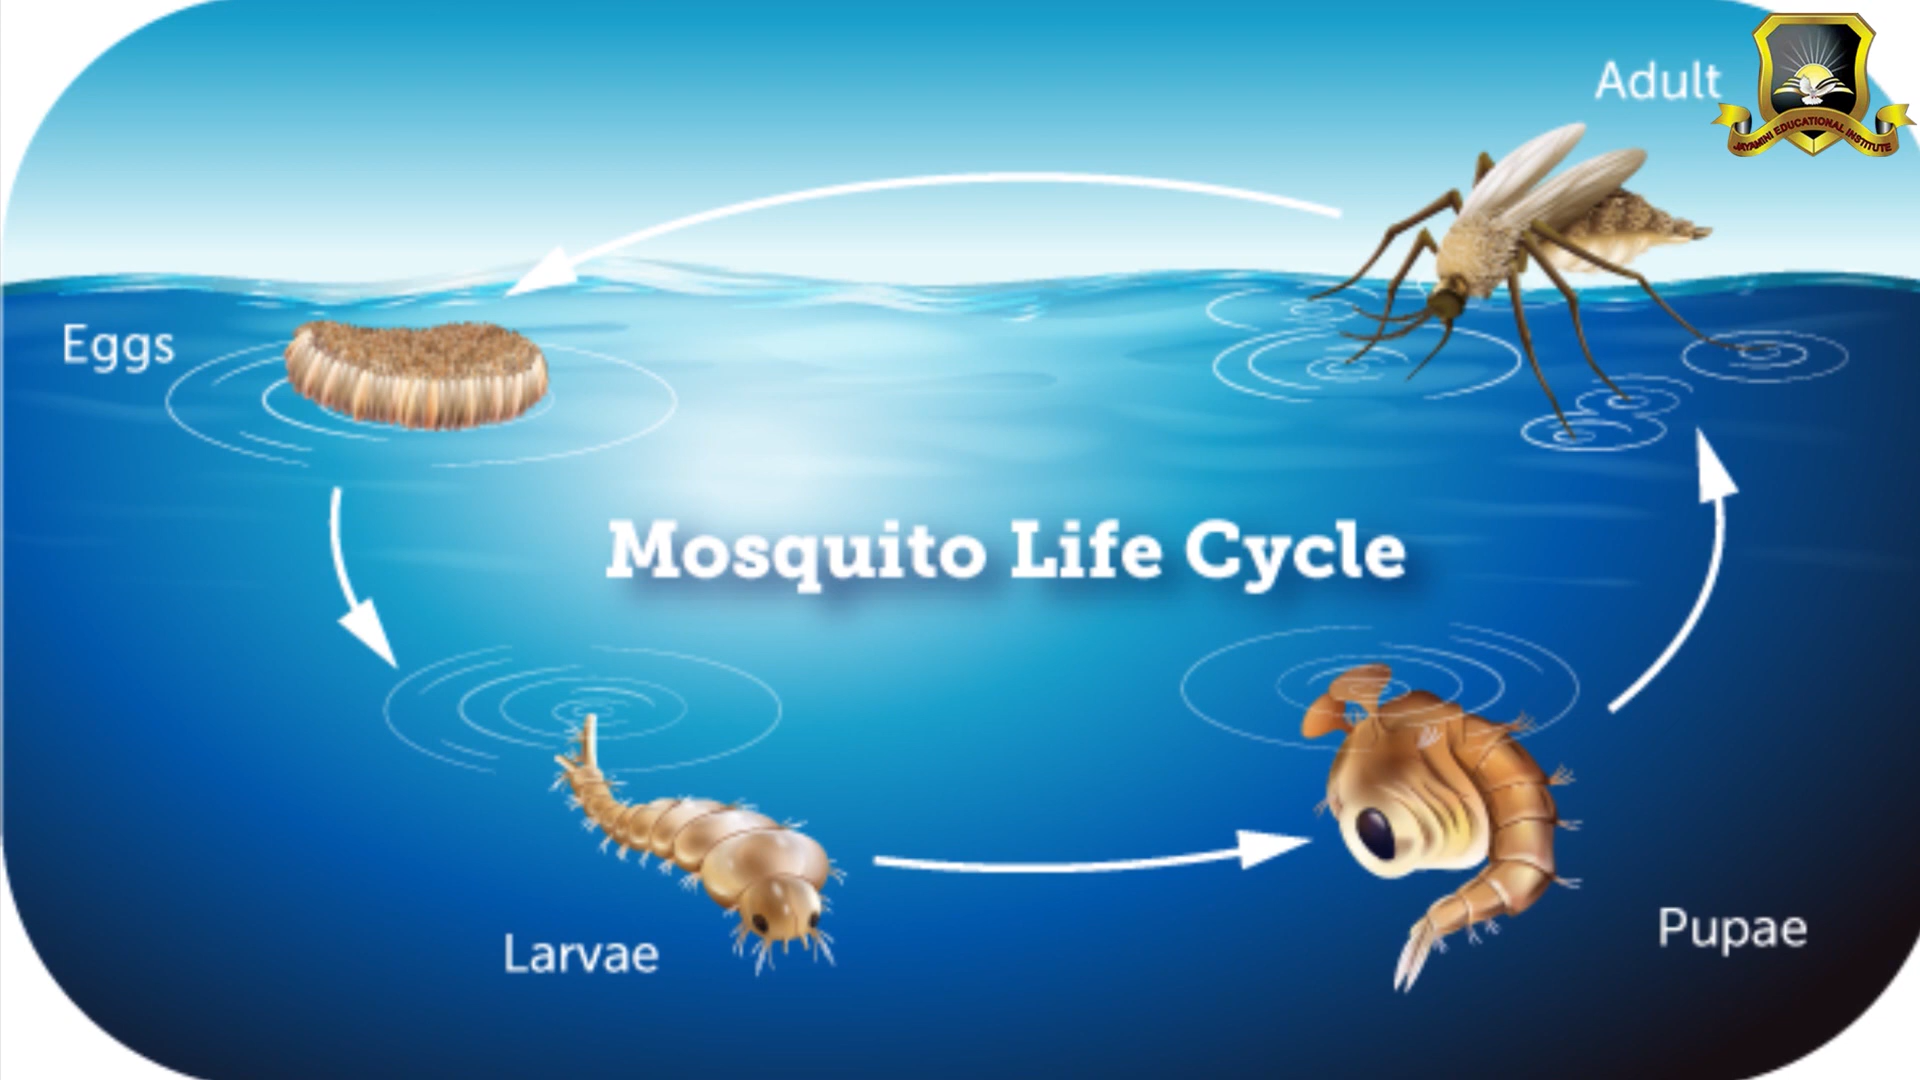 Adult
JAYAMINI EDUCATIONAL INSTITUTE
Eggs
Mosquito Life Cycle
Larvae
Pupae